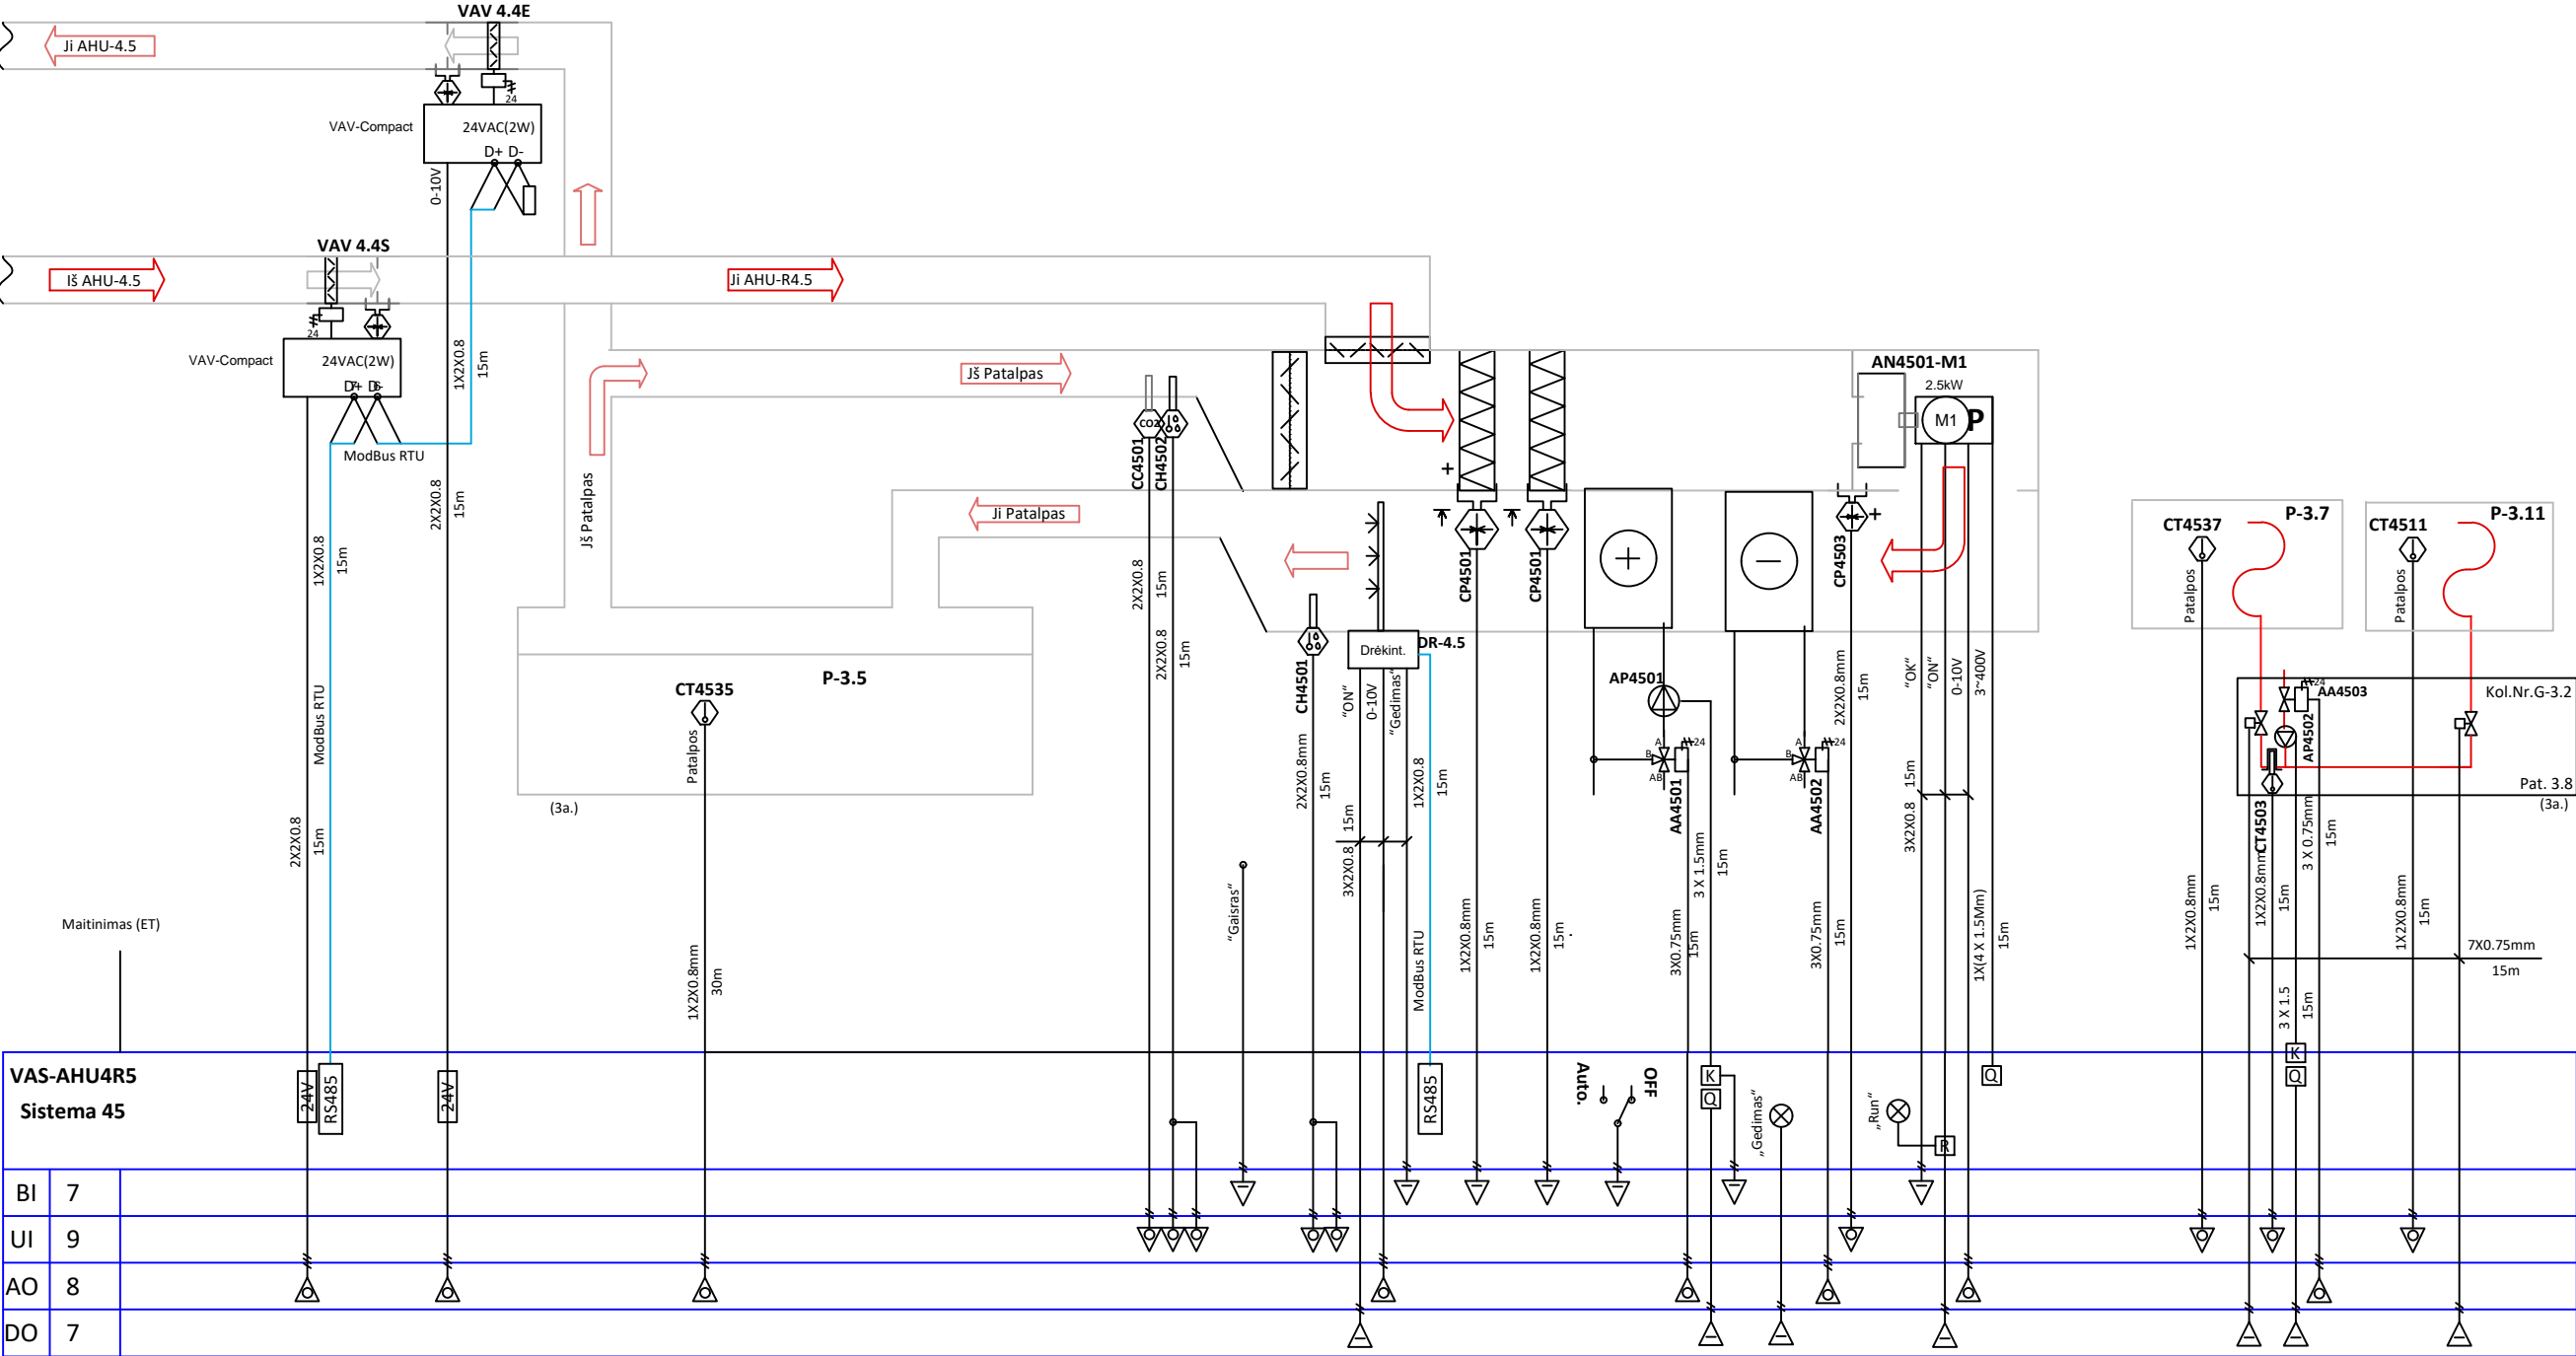 VAV 4.4E
Ji AHU-4.5
24
VAV-Compact
24VAC(2W)
D+ D-
0-10V
VAV 4.4S
Iš AHU-4.5
Ji AHU-R4.5
24
VAV-Compact
24VAC(2W)
ModBus RTU
1X2X0.8
15m
2X2X0.8
15m
1X2X0.8
15m
ModBus RTU
2X2X0.8
15m
Jš Patalpas
Jš Patalpas
Ji Patalpas
CO2
CC4501
CH4502
2X2X0.8
15m
2X2X0.8
15m
P-3.5
CT4535
Patalpos
(3a.)
1X2X0.8mm
30m
CH4501
2X2X0.8mm
15m
"Gaisras"
Drėkint.
DR-4.5
"ON"
0-10V
"Gedimas"
3X2X0.8
15m
1X2X0.8
15m
ModBus RTU
+
CP4501
1X2X0.8mm
15m
CP4501
1X2X0.8mm
15m
+
−
AP4501
A
B
AB
24
AA4501
3X0.75mm
15m
3 X 1.5mm
15m
A
B
AB
24
AA4502
3X0.75mm
15m
CP4503
+
2X2X0.8mm
15m
AN4501-M1
2.5kW
M1
P
"OK"
"ON"
0-10V
3~400V
3X2X0.8
15m
1X(4 X 1.5Mm)
15m
CT4537
P-3.7
Patalpos
1X2X0.8mm
15m
CT4511
P-3.11
Patalpos
1X2X0.8mm
15m
24
AA4503
Kol.Nr.G-3.2
AP4502
Pat. 3.8
(3a.)
CT4503
1X2X0.8mm
15m
3 X 0.75mm
15m
3 X 1.5
15m
7X0.75mm
15m
Maitinimas (ET)
VAS-AHU4R5
Sistema 45
24V
RS485
24V
RS485
Auto.
OFF
K
Q
„Gedimas"
„Run"
R
Q
K
Q
BI 7
UI 9
AO 8
DO 7